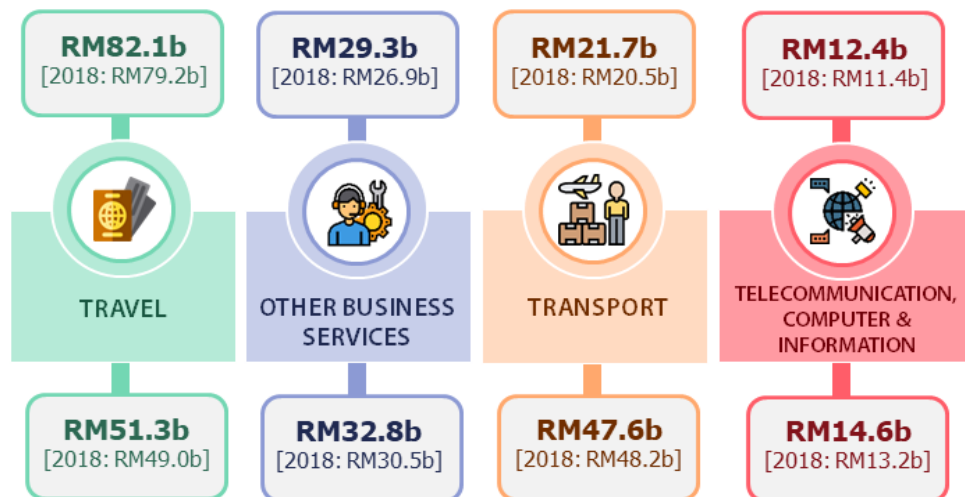 RM82.1b
[2018: RM79.2b]
RM29.3b
[2018: RM26.9b]
RM21.7b
[2018: RM20.5b]
RM12.4b
[2018: RM11.4b]
TRAVEL
OTHER BUSINESS
SERVICES
TRANSPORT
TELECOMMUNICATION,
COMPUTER &
INFORMATION
RM51.3b
[2018: RM49.0b]
RM32.8b
[2018: RM30.5b]
RM47.6b
[2018: RM48.2b]
RM14.6b
[2018: RM13.2b]